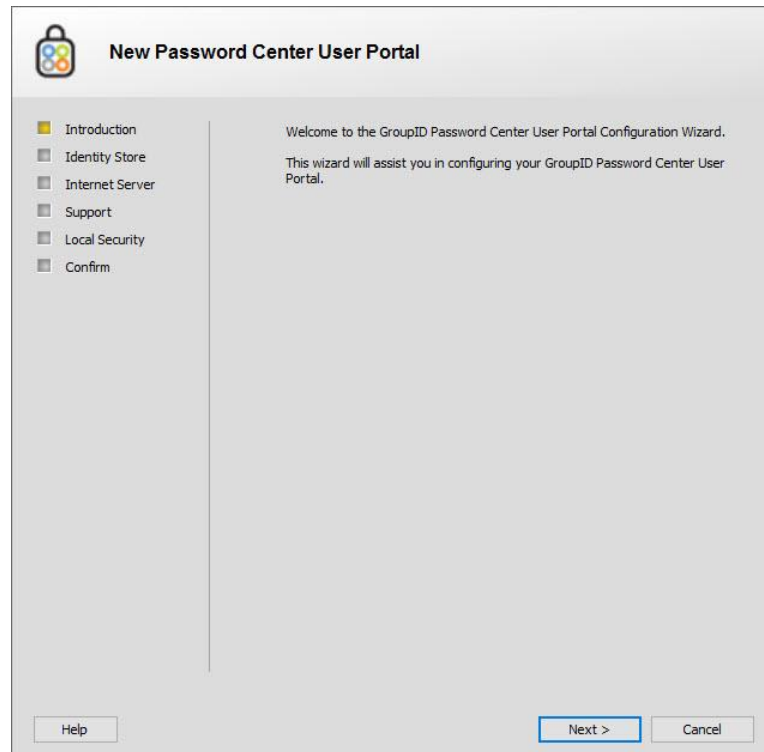 New Password Center User Portal
Introduction
Identity Store
Internet Server
Support
Local Security
Confirm
Welcome to the GroupID Password Center User Portal Configuration Wizard.
This wizard will assist you in configuring your GroupID Password Center User
Portal.
Help
Next >
Cancel